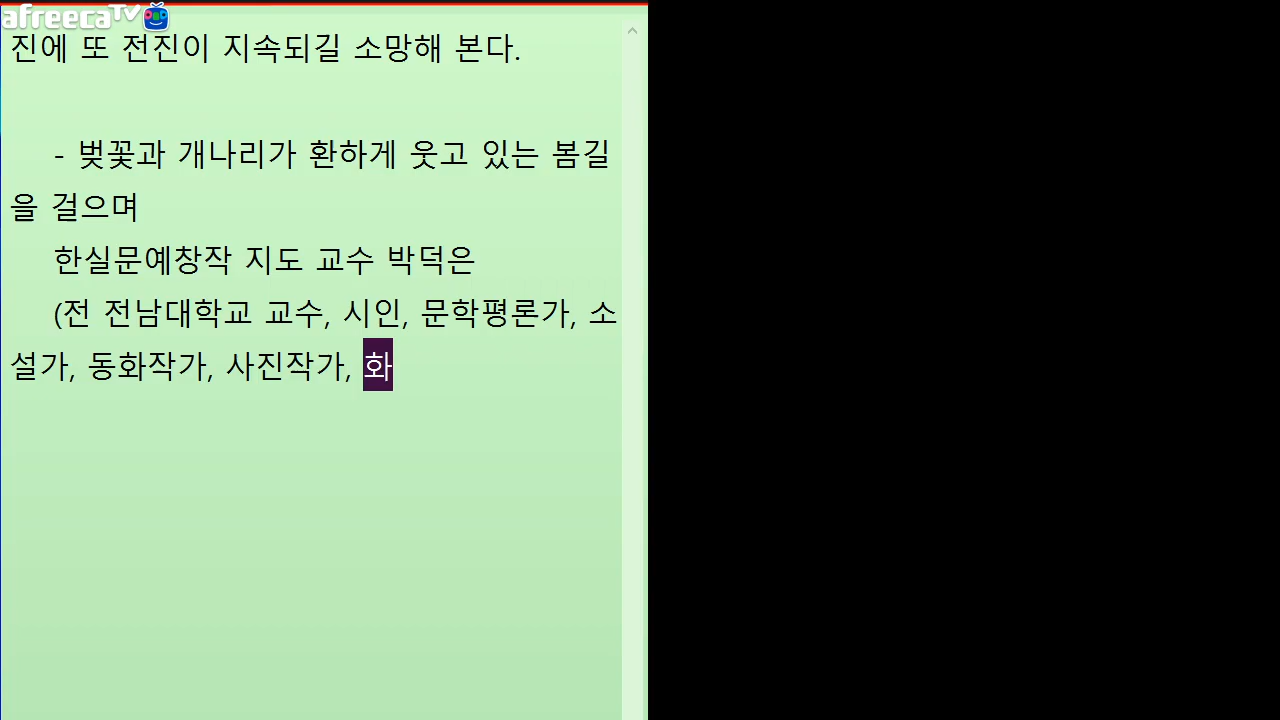 afreecaTV
진에 또 전진이 지속되길 소망해 본다.
- 벚꽃과 개나리가 환하게 웃고 있는 봄길
을 걸으며
한실문예창작 지도 교수 박덕은
(전 전남대학교 교수, 시인, 문학평론가, 소
설가, 동화작가, 사진작가, 화